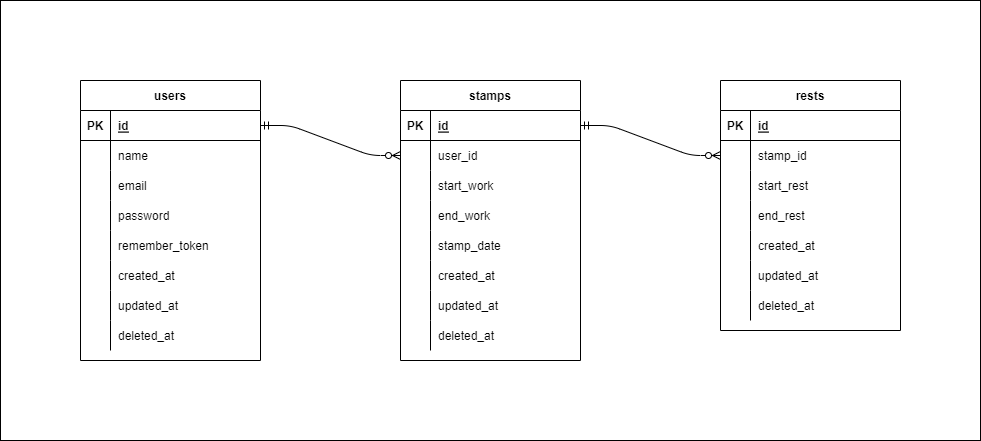 users
PK id
name
email
password
remember_token
created_at
updated_at
deleted_at
stamps
PK id
user_id
start_work
end_work
stamp_date
created_at
updated_at
deleted_at
rests
PK id
stamp_id
start_rest
end_rest
created_at
updated_at
deleted_at